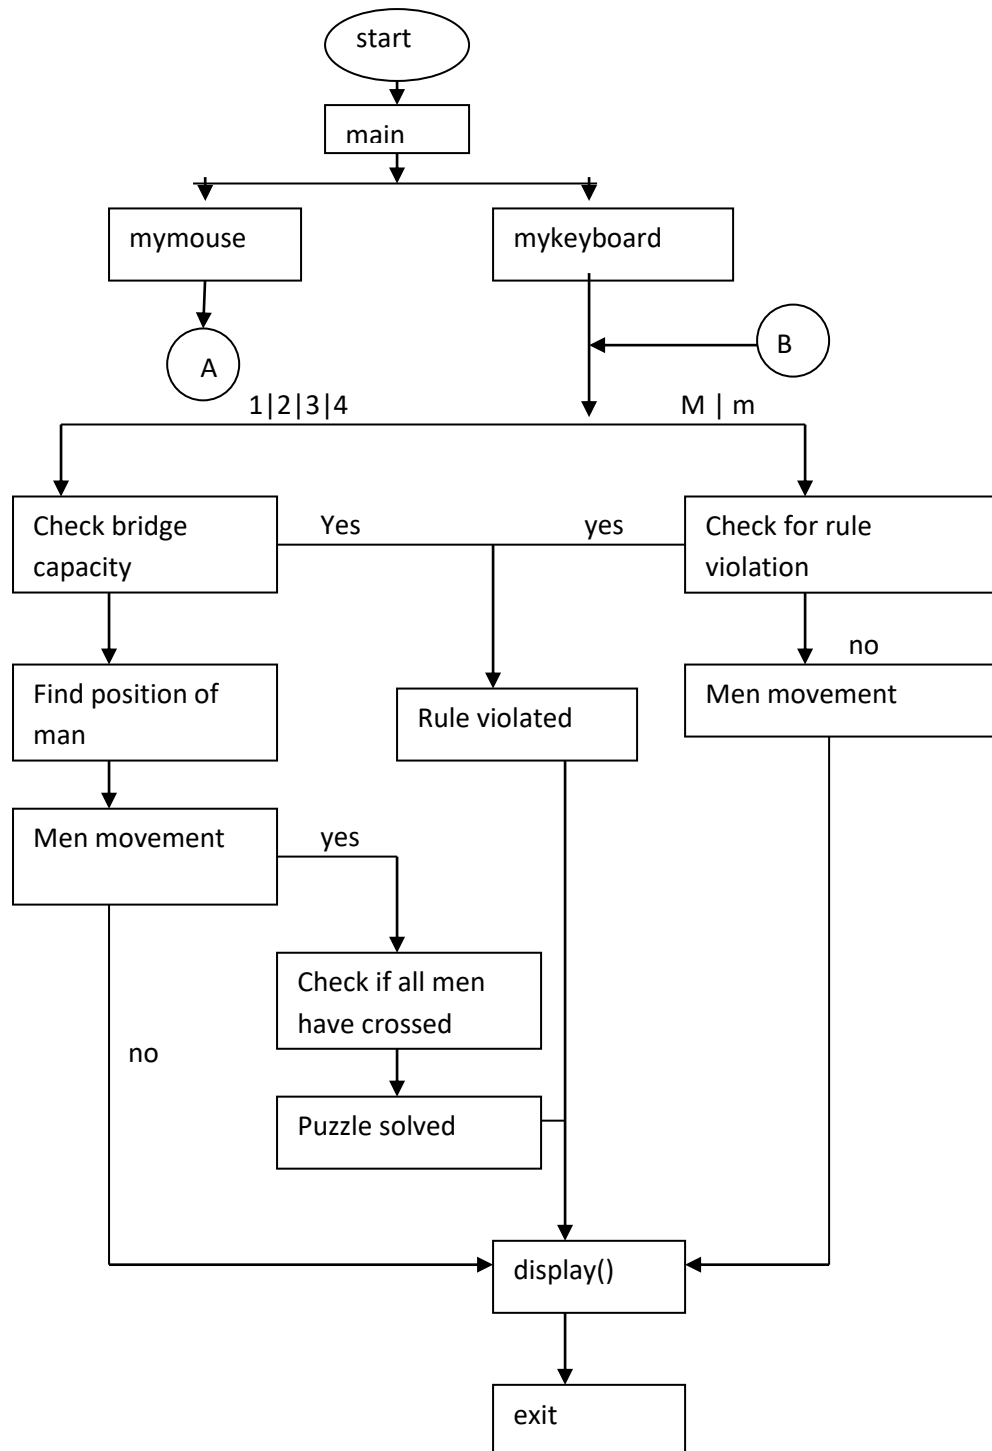 start
main
mymouse
mykeyboard
A
B
1|2|3|4
M | m
Check bridge
capacity
Yes
yes
Check for rule
violation
no
Find position of
man
Rule violated
Men movement
Men movement
yes
Check if all men
have crossed
no
Puzzle solved
display()
exit